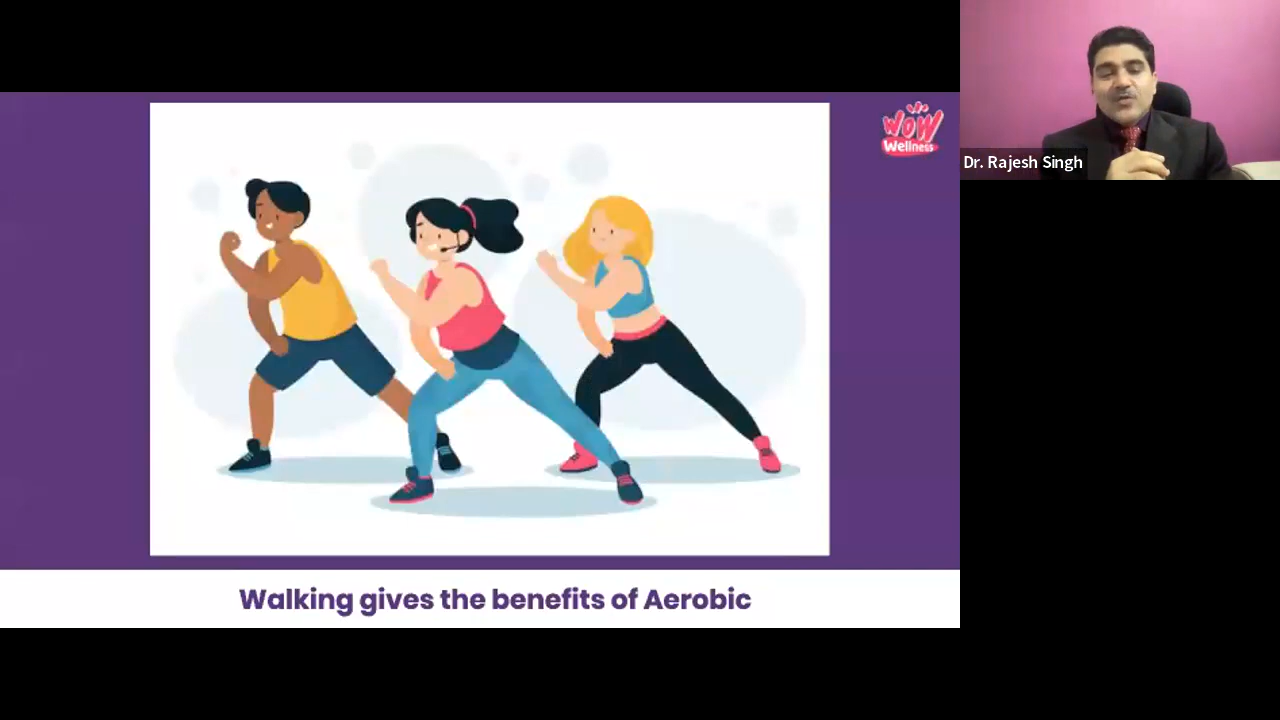 WOW
Wellness
Dr. Rajesh Singh
Walking gives the benefits of Aerobic